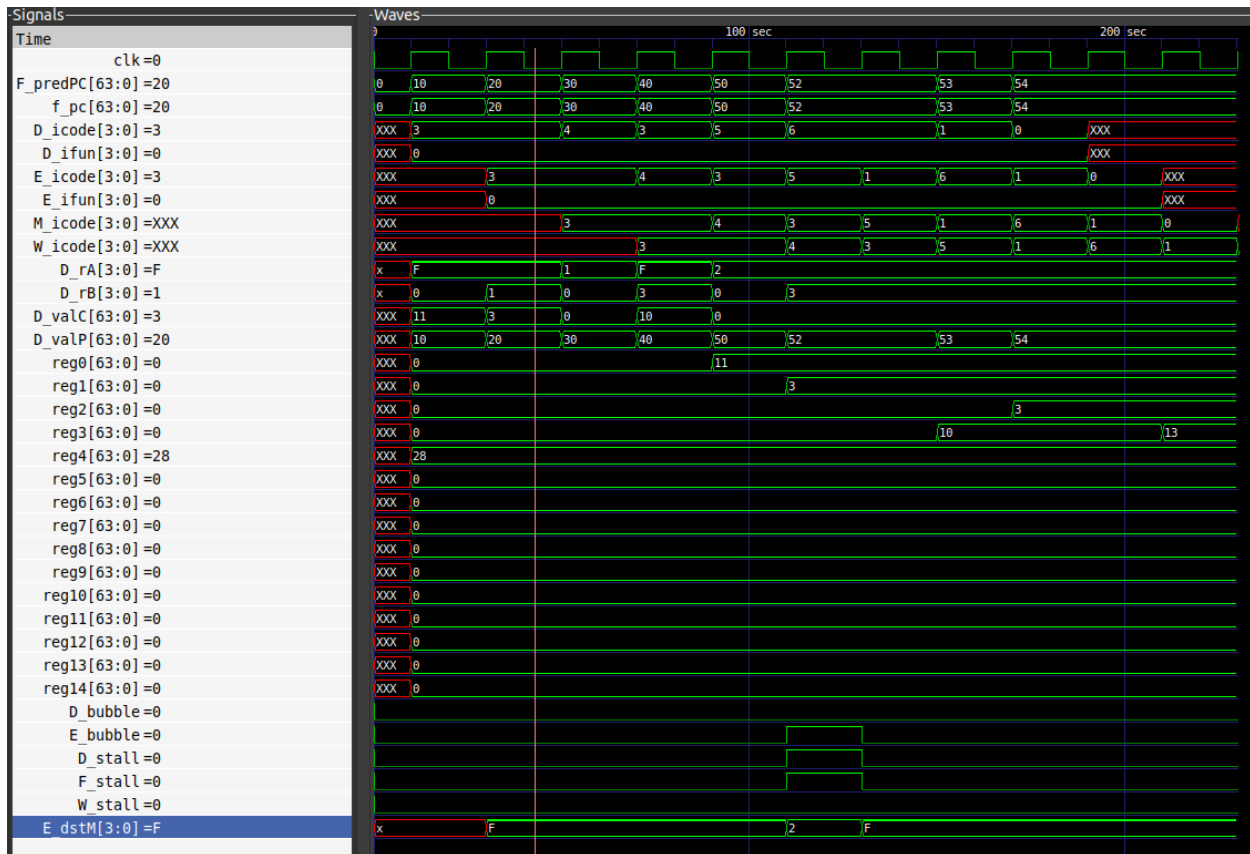 Signals
Waves
Time
0 100 sec 200 sec
clk=0
F_predPC[63:0]=20 0 10 20 30 40 50 52 53 54
f_pc[63:0]=20 0 10 20 30 40 50 52 53 54
D_icode[3:0]=3 XXX 3 4 3 5 6 1 0 XXX
D_ifun[3:0]=0 XXX 0 XXX
E_icode[3:0]=3 XXX 3 4 3 5 1 6 1 0 XXX
E_ifun[3:0]=0 XXX 0 XXX
M_icode[3:0]=XXX XXX 3 4 3 5 1 6 1 0
W_icode[3:0]=XXX XXX 3 4 3 5 1 6 1
D_rA[3:0]=F x F 1 F 2
D_rB[3:0]=1 x 0 1 0 3 0 3
D_valC[63:0]=3 XXX 11 3 0 10 0
D_valP[63:0]=20 XXX 10 20 30 40 50 52 53 54
reg0[63:0]=0 XXX 0 11
reg1[63:0]=0 XXX 0 3
reg2[63:0]=0 XXX 0 3
reg3[63:0]=0 XXX 0 10 13
reg4[63:0]=28 XXX 28
reg5[63:0]=0 XXX 0
reg6[63:0]=0 XXX 0
reg7[63:0]=0 XXX 0
reg8[63:0]=0 XXX 0
reg9[63:0]=0 XXX 0
reg10[63:0]=0 XXX 0
reg11[63:0]=0 XXX 0
reg12[63:0]=0 XXX 0
reg13[63:0]=0 XXX 0
reg14[63:0]=0 XXX 0
D_bubble=0
E_bubble=0
D_stall=0
F_stall=0
W_stall=0
E_dstM[3:0]=F x F 2 F